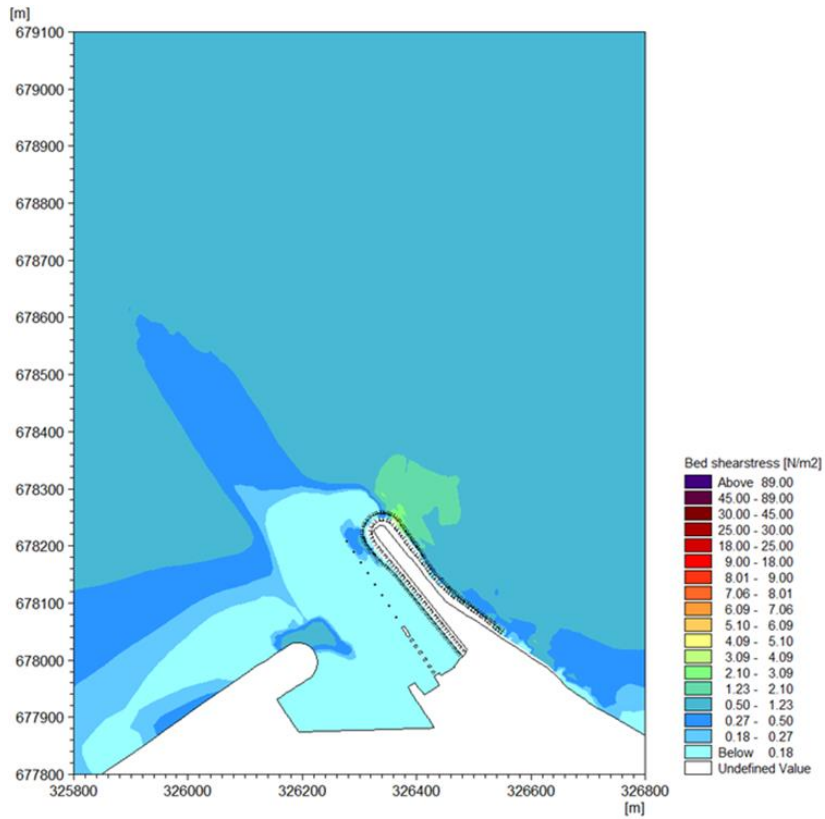 [m]
679100
679000
678900
678800
678700
678600
678500
678400
678300
678200
678100
678000
677900
677800
325800 326000 326200 326400 326600 326800
[m]
Bed shearstress [N/m2]
Above 89.00
45.00 - 89.00
30.00 - 45.00
25.00 - 30.00
18.00 - 25.00
9.00 - 18.00
8.01 - 9.00
7.06 - 8.01
6.09 - 7.06
5.10 - 6.09
4.09 - 5.10
3.09 - 4.09
2.10 - 3.09
1.23 - 2.10
0.50 - 1.23
0.27 - 0.50
0.18 - 0.27
Below 0.18
Undefined Value